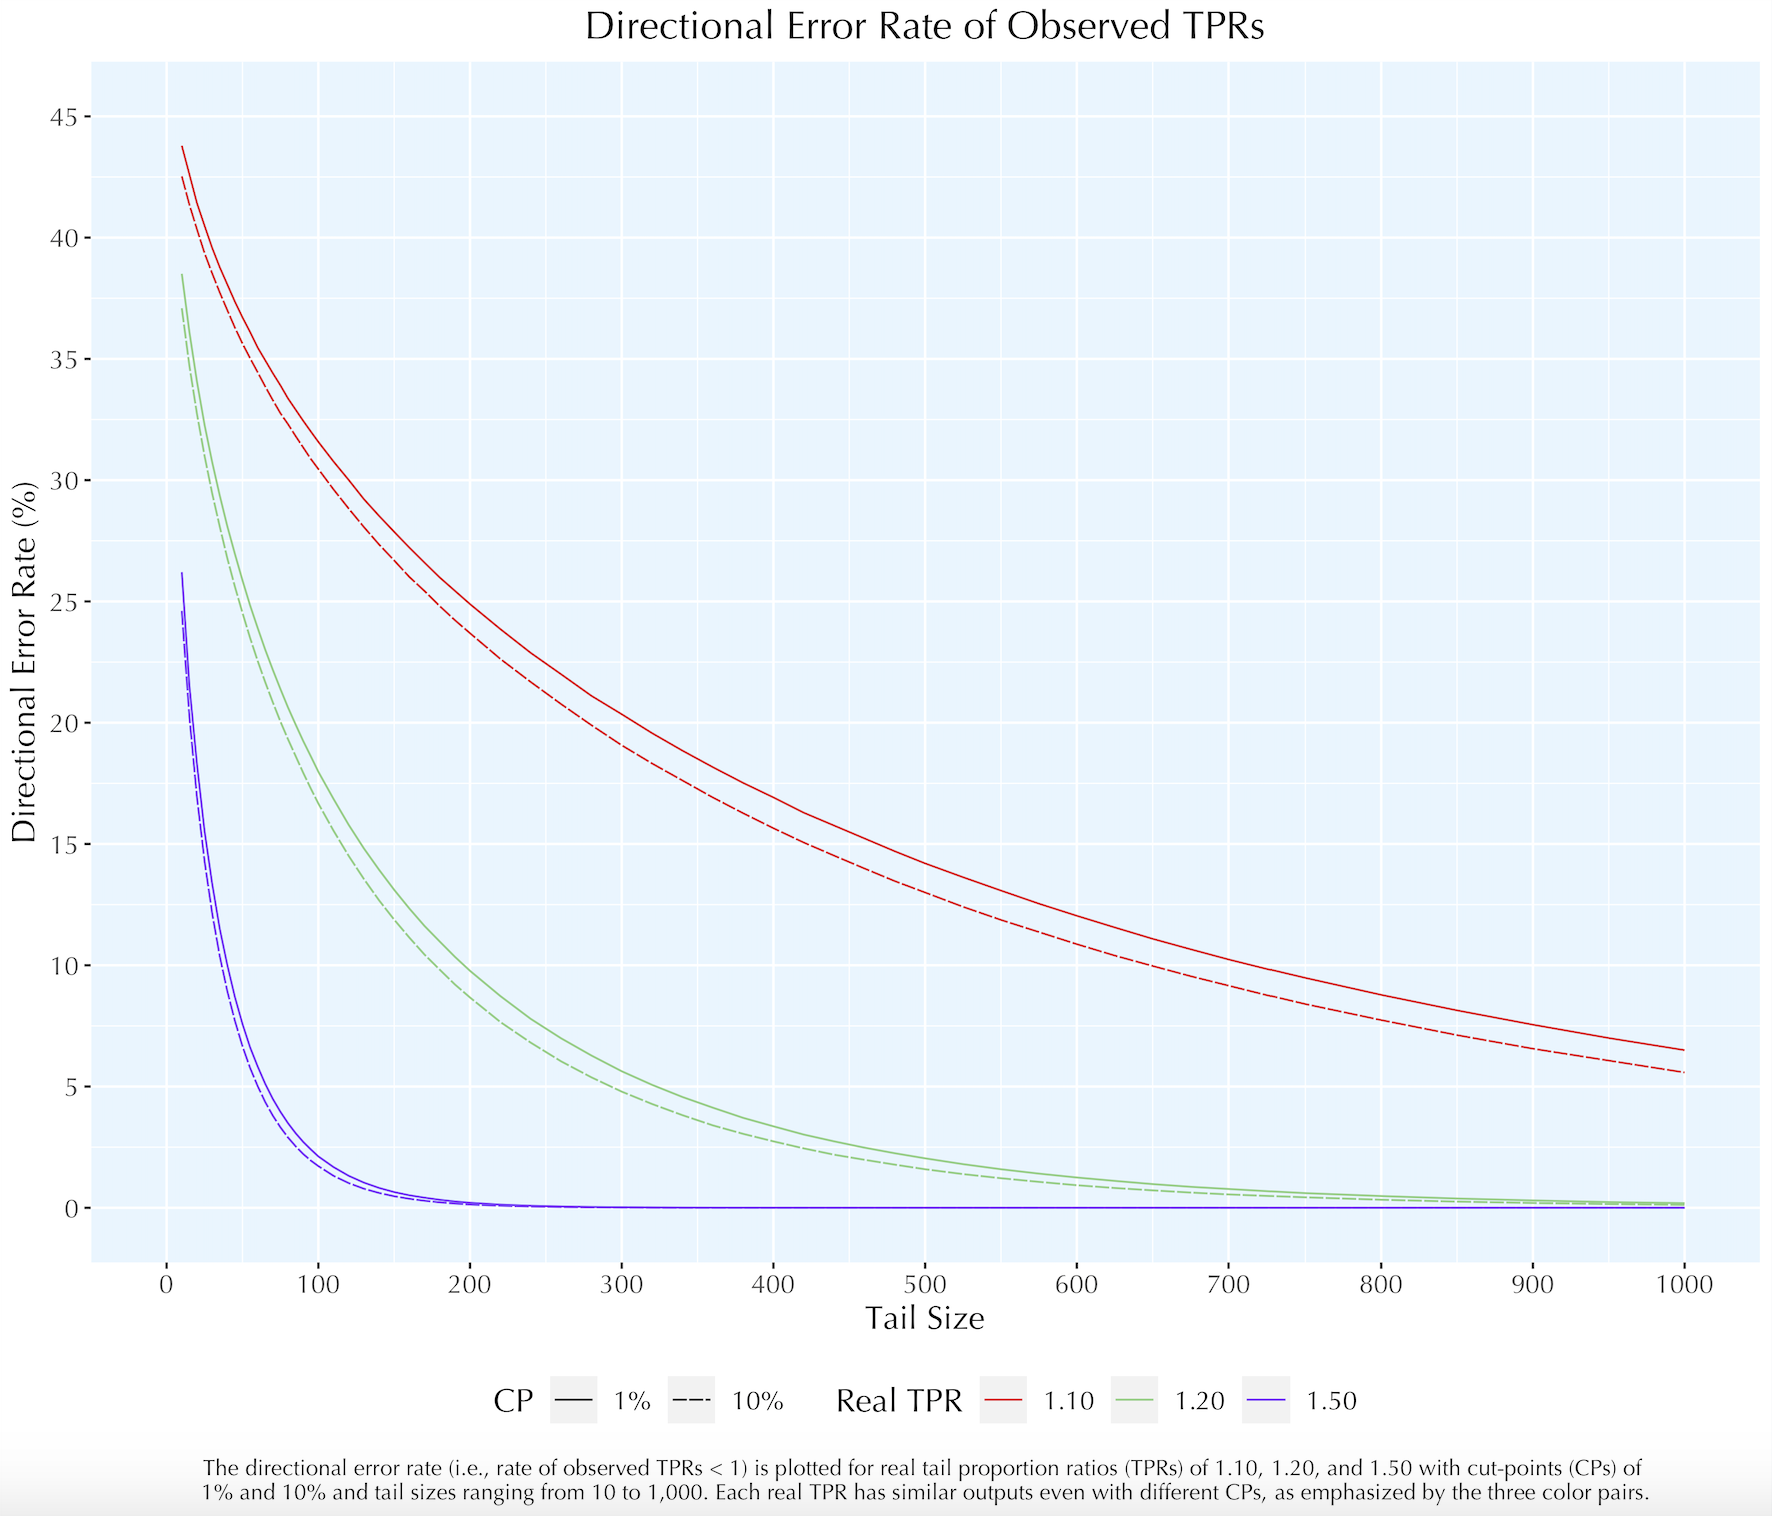 Directional Error Rate of Observed TPRs
Directional Error Rate (%)
45
40
35
30
25
20
15
10
5
0
0 100 200 300 400 500 600 700 800 900 1000
Tail Size
CP 1% 10% Real TPR 1.10 1.20 1.50
The directional error rate (i.e., rate of observed TPRs < 1) is plotted for real tail proportion ratios (TPRs) of 1.10, 1.20, and 1.50 with cut-points (CPs) of
1% and 10% and tail sizes ranging from 10 to 1,000. Each real TPR has similar outputs even with different CPs, as emphasized by the three color pairs.